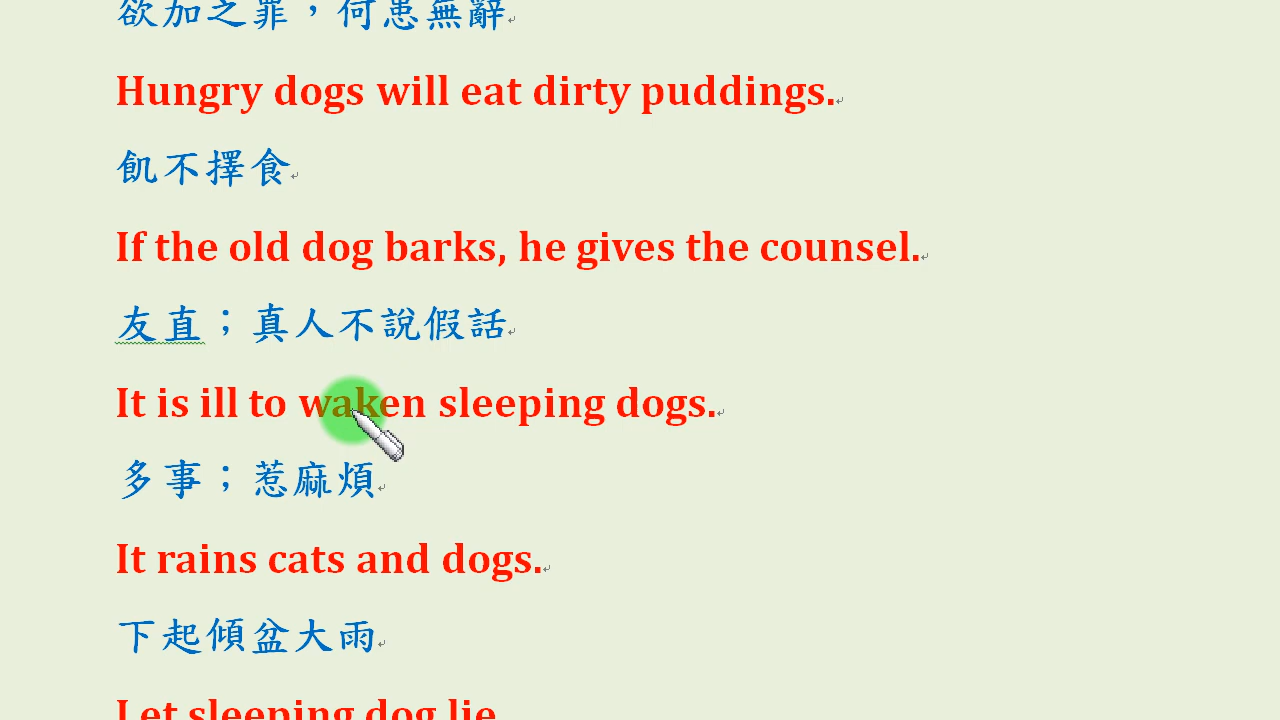 欲加之罪，何患無辭
Hungry dogs will eat dirty puddings.
飢不擇食
If the old dog barks, he gives the counsel.
友直；真人不說假話
It is ill to waken sleeping dogs.
多事；惹麻煩
It rains cats and dogs.
下起傾盆大雨
Let sleeping dog lie